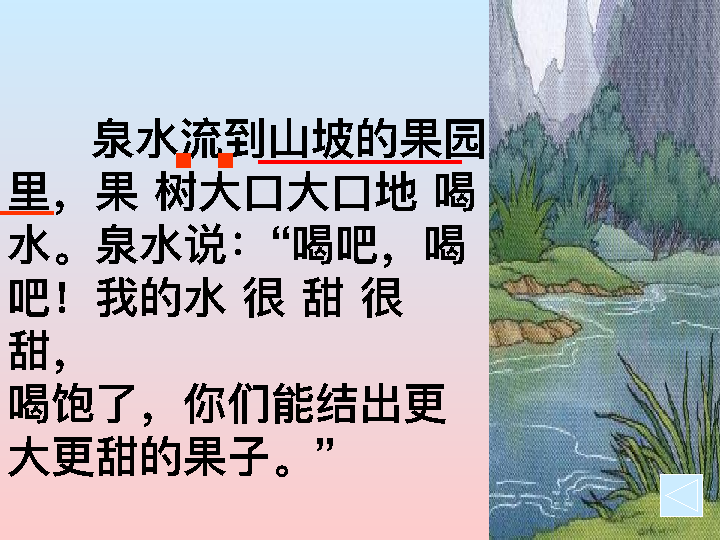 泉水流到山坡的果园
里，果 树大口大口地 喝
水。泉水说：“喝吧，喝
吧！我的水 很 甜 很
甜，
喝饱了，你们能结出更
大更甜的果子。”